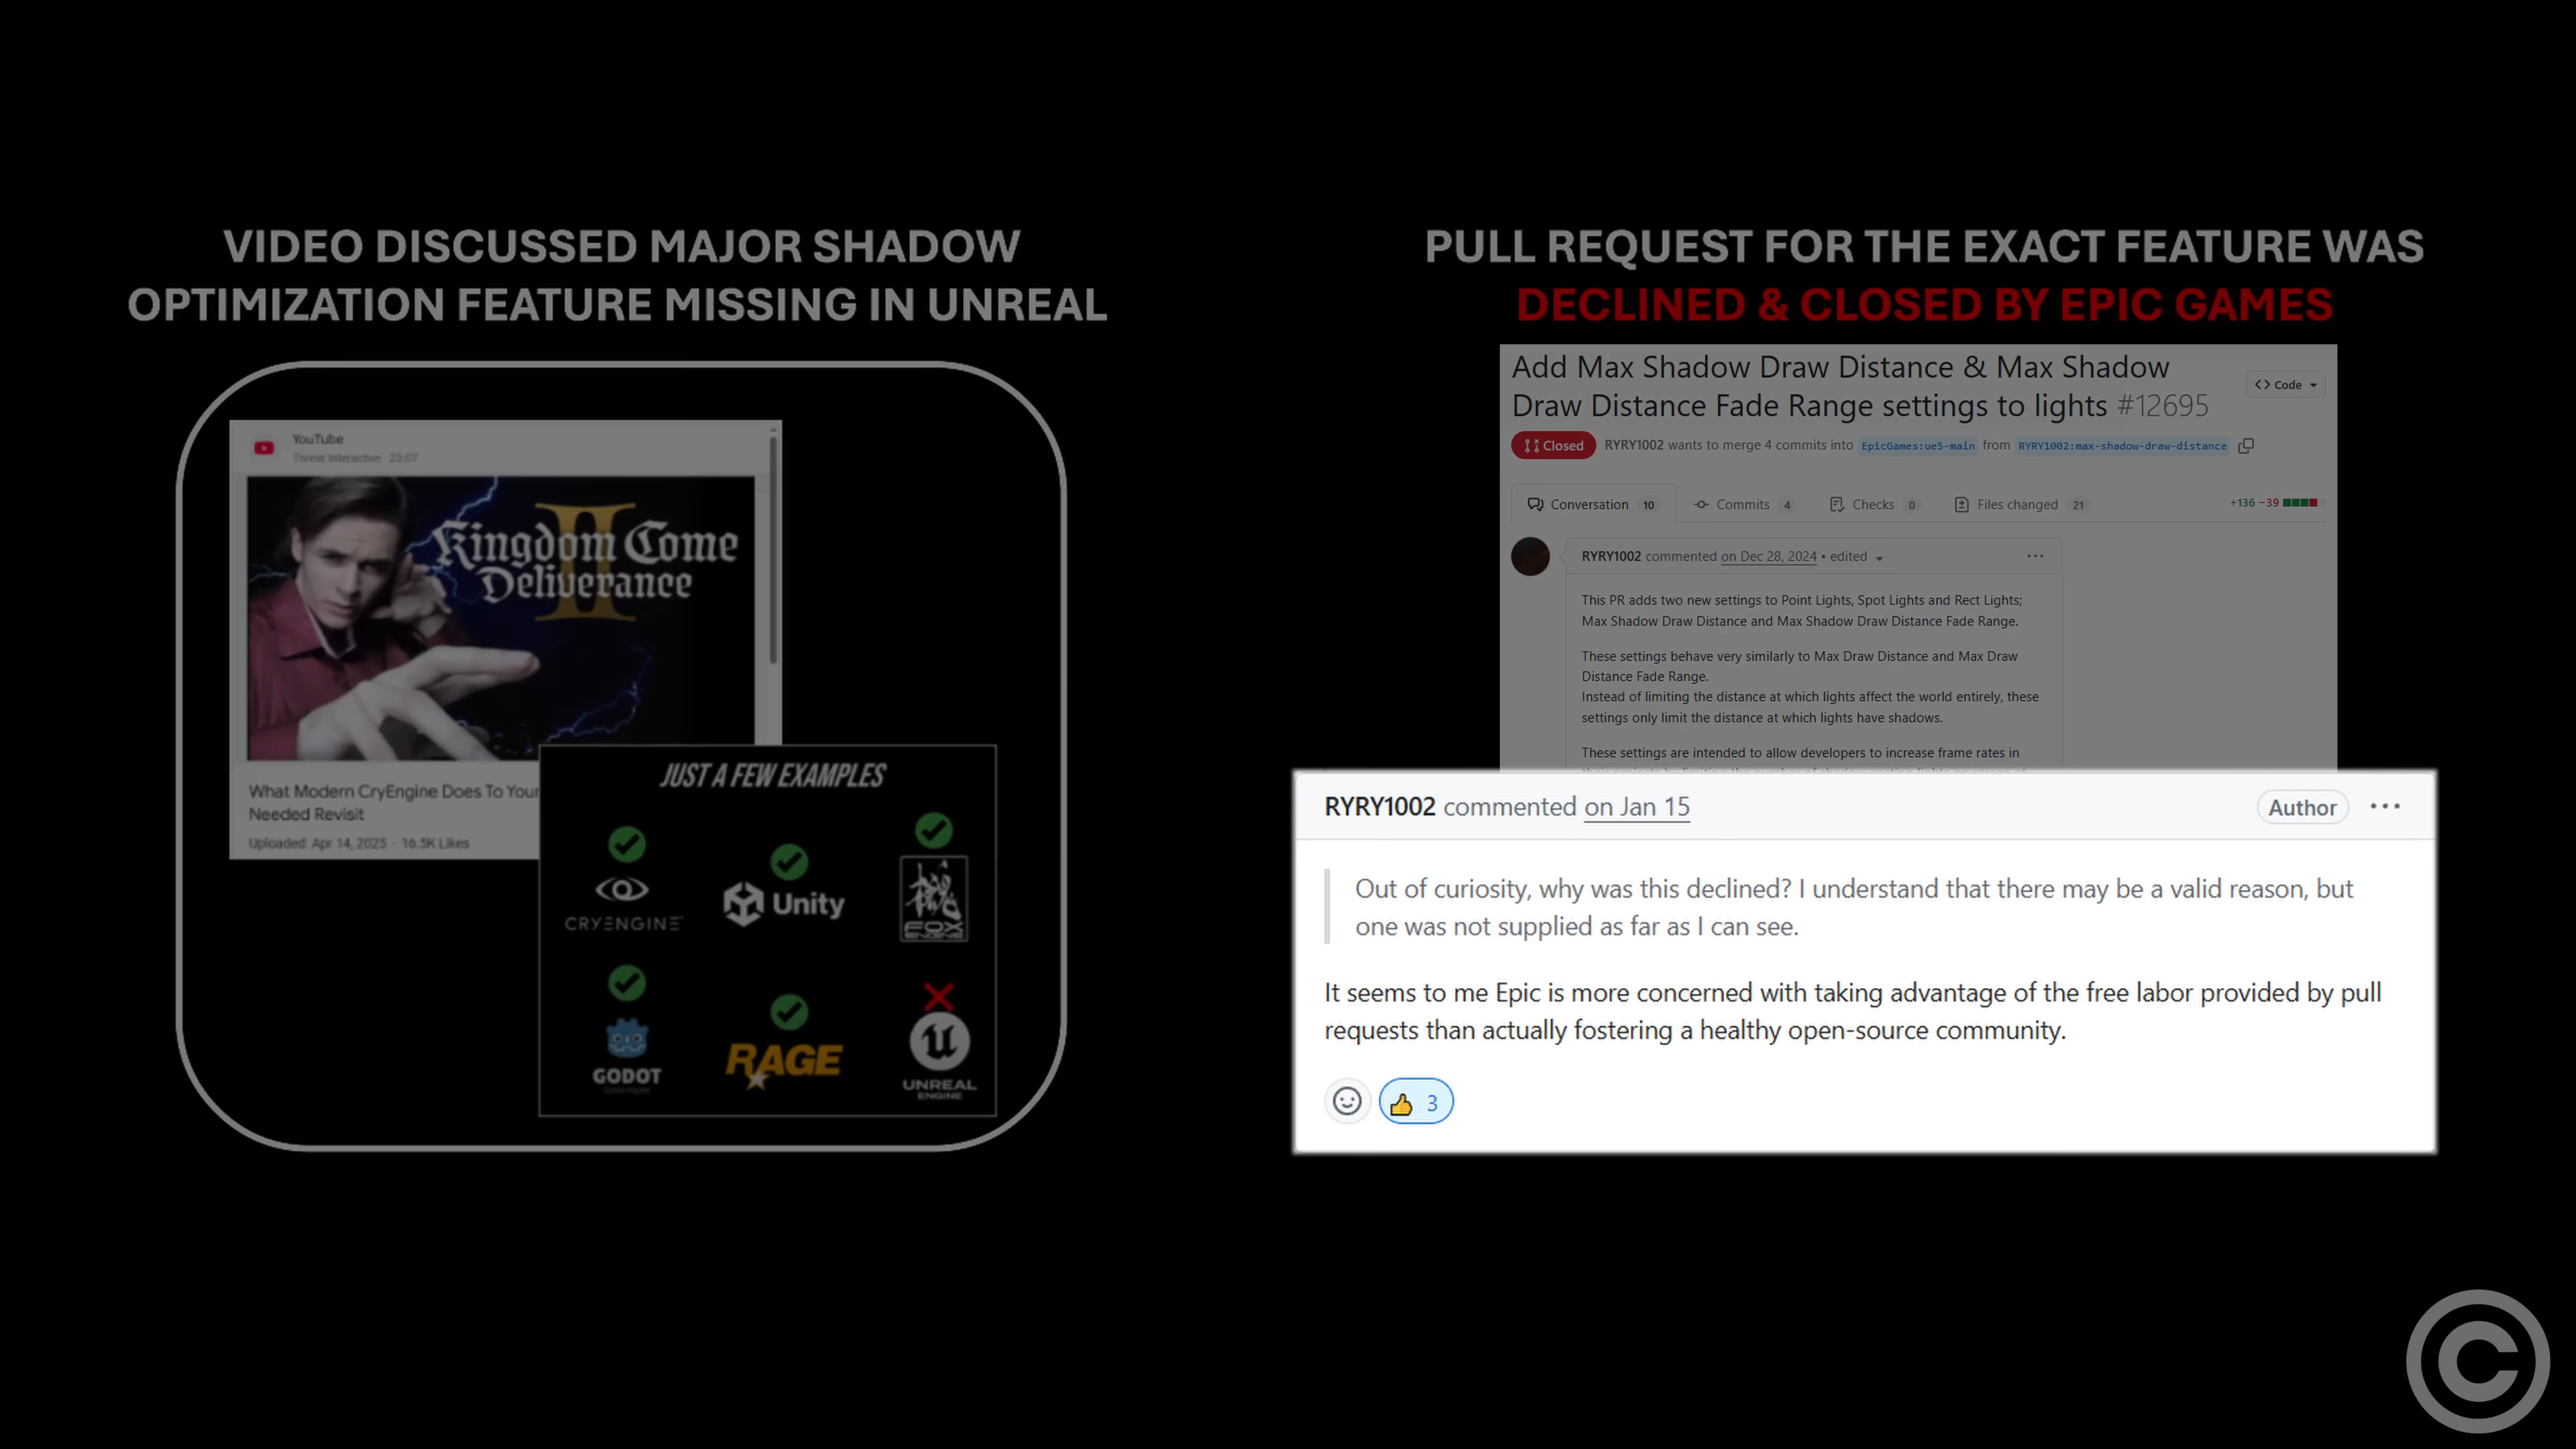 VIDEO DISCUSSED MAJOR SHADOW
OPTIMIZATION FEATURE MISSING IN UNREAL
YouTube
Threat Interactive · 23:07
Kingdom Come
Deliverance
II
What Modern CryEngine Does To Your
Needed Revisit
Uploaded: Apr 14, 2025 · 16.5K Likes
JUST A FEW EXAMPLES
CRYENGINE
Unity
FOX
ENGINE
GODOT
RAGE
UNREAL
ENGINE
PULL REQUEST FOR THE EXACT FEATURE WAS
DECLINED & CLOSED BY EPIC GAMES
Add Max Shadow Draw Distance & Max Shadow
Draw Distance Fade Range settings to lights #12695
<> Code
Closed RYRY1002 wants to merge 4 commits into EpicGames:ue5-main from RYRY1002:max-shadow-draw-distance
Conversation 10 Commits 4 Checks 0 Files changed 21 +136 −39
RYRY1002 commented on Dec 28, 2024 • edited
This PR adds two new settings to Point Lights, Spot Lights and Rect Lights;
Max Shadow Draw Distance and Max Shadow Draw Distance Fade Range.
These settings behave very similarly to Max Draw Distance and Max Draw
Distance Fade Range.
Instead of limiting the distance at which lights affect the world entirely, these
settings only limit the distance at which lights have shadows.
These settings are intended to allow developers to increase frame rates in
RYRY1002 commented on Jan 15 Author
Out of curiosity, why was this declined? I understand that there may be a valid reason, but
one was not supplied as far as I can see.
It seems to me Epic is more concerned with taking advantage of the free labor provided by pull
requests than actually fostering a healthy open-source community.
3
©